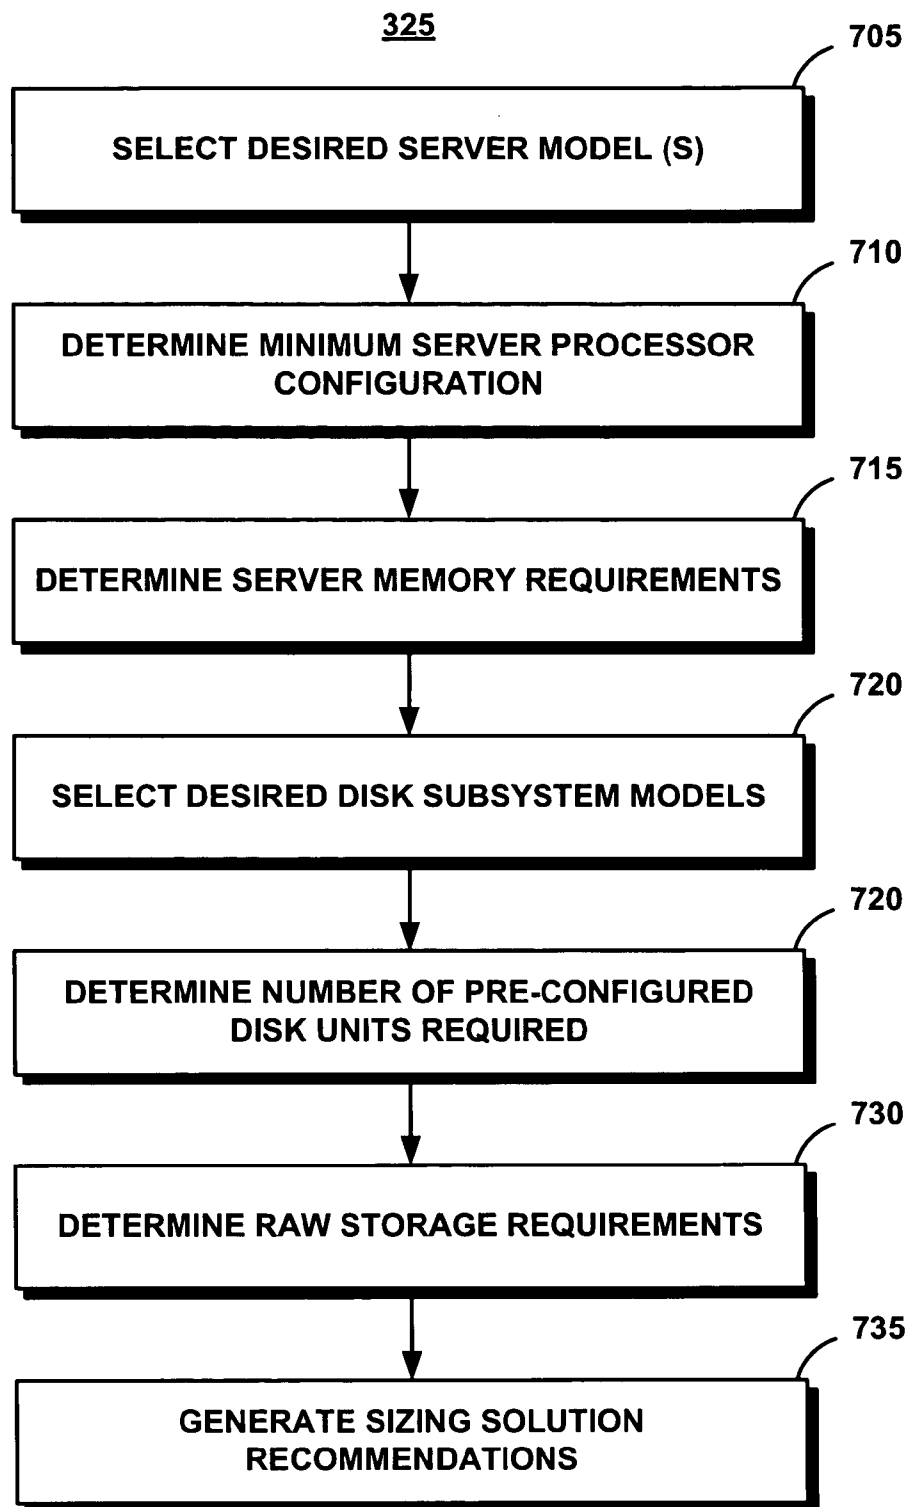 325
705
SELECT DESIRED SERVER MODEL (S)
710
DETERMINE MINIMUM SERVER PROCESSOR
CONFIGURATION
715
DETERMINE SERVER MEMORY REQUIREMENTS
720
SELECT DESIRED DISK SUBSYSTEM MODELS
720
DETERMINE NUMBER OF PRE-CONFIGURED
DISK UNITS REQUIRED
730
DETERMINE RAW STORAGE REQUIREMENTS
735
GENERATE SIZING SOLUTION
RECOMMENDATIONS